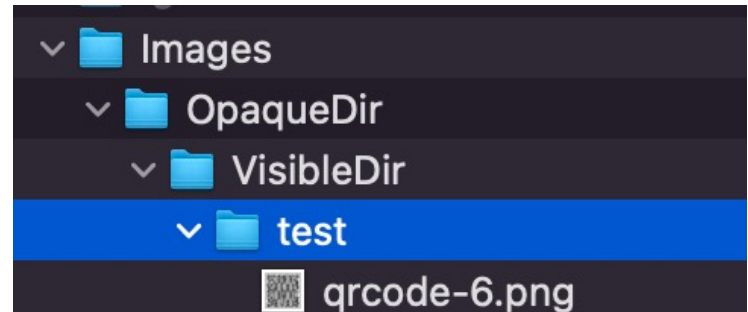 Images
OpaqueDir
VisibleDir
test
qrcode-6.png